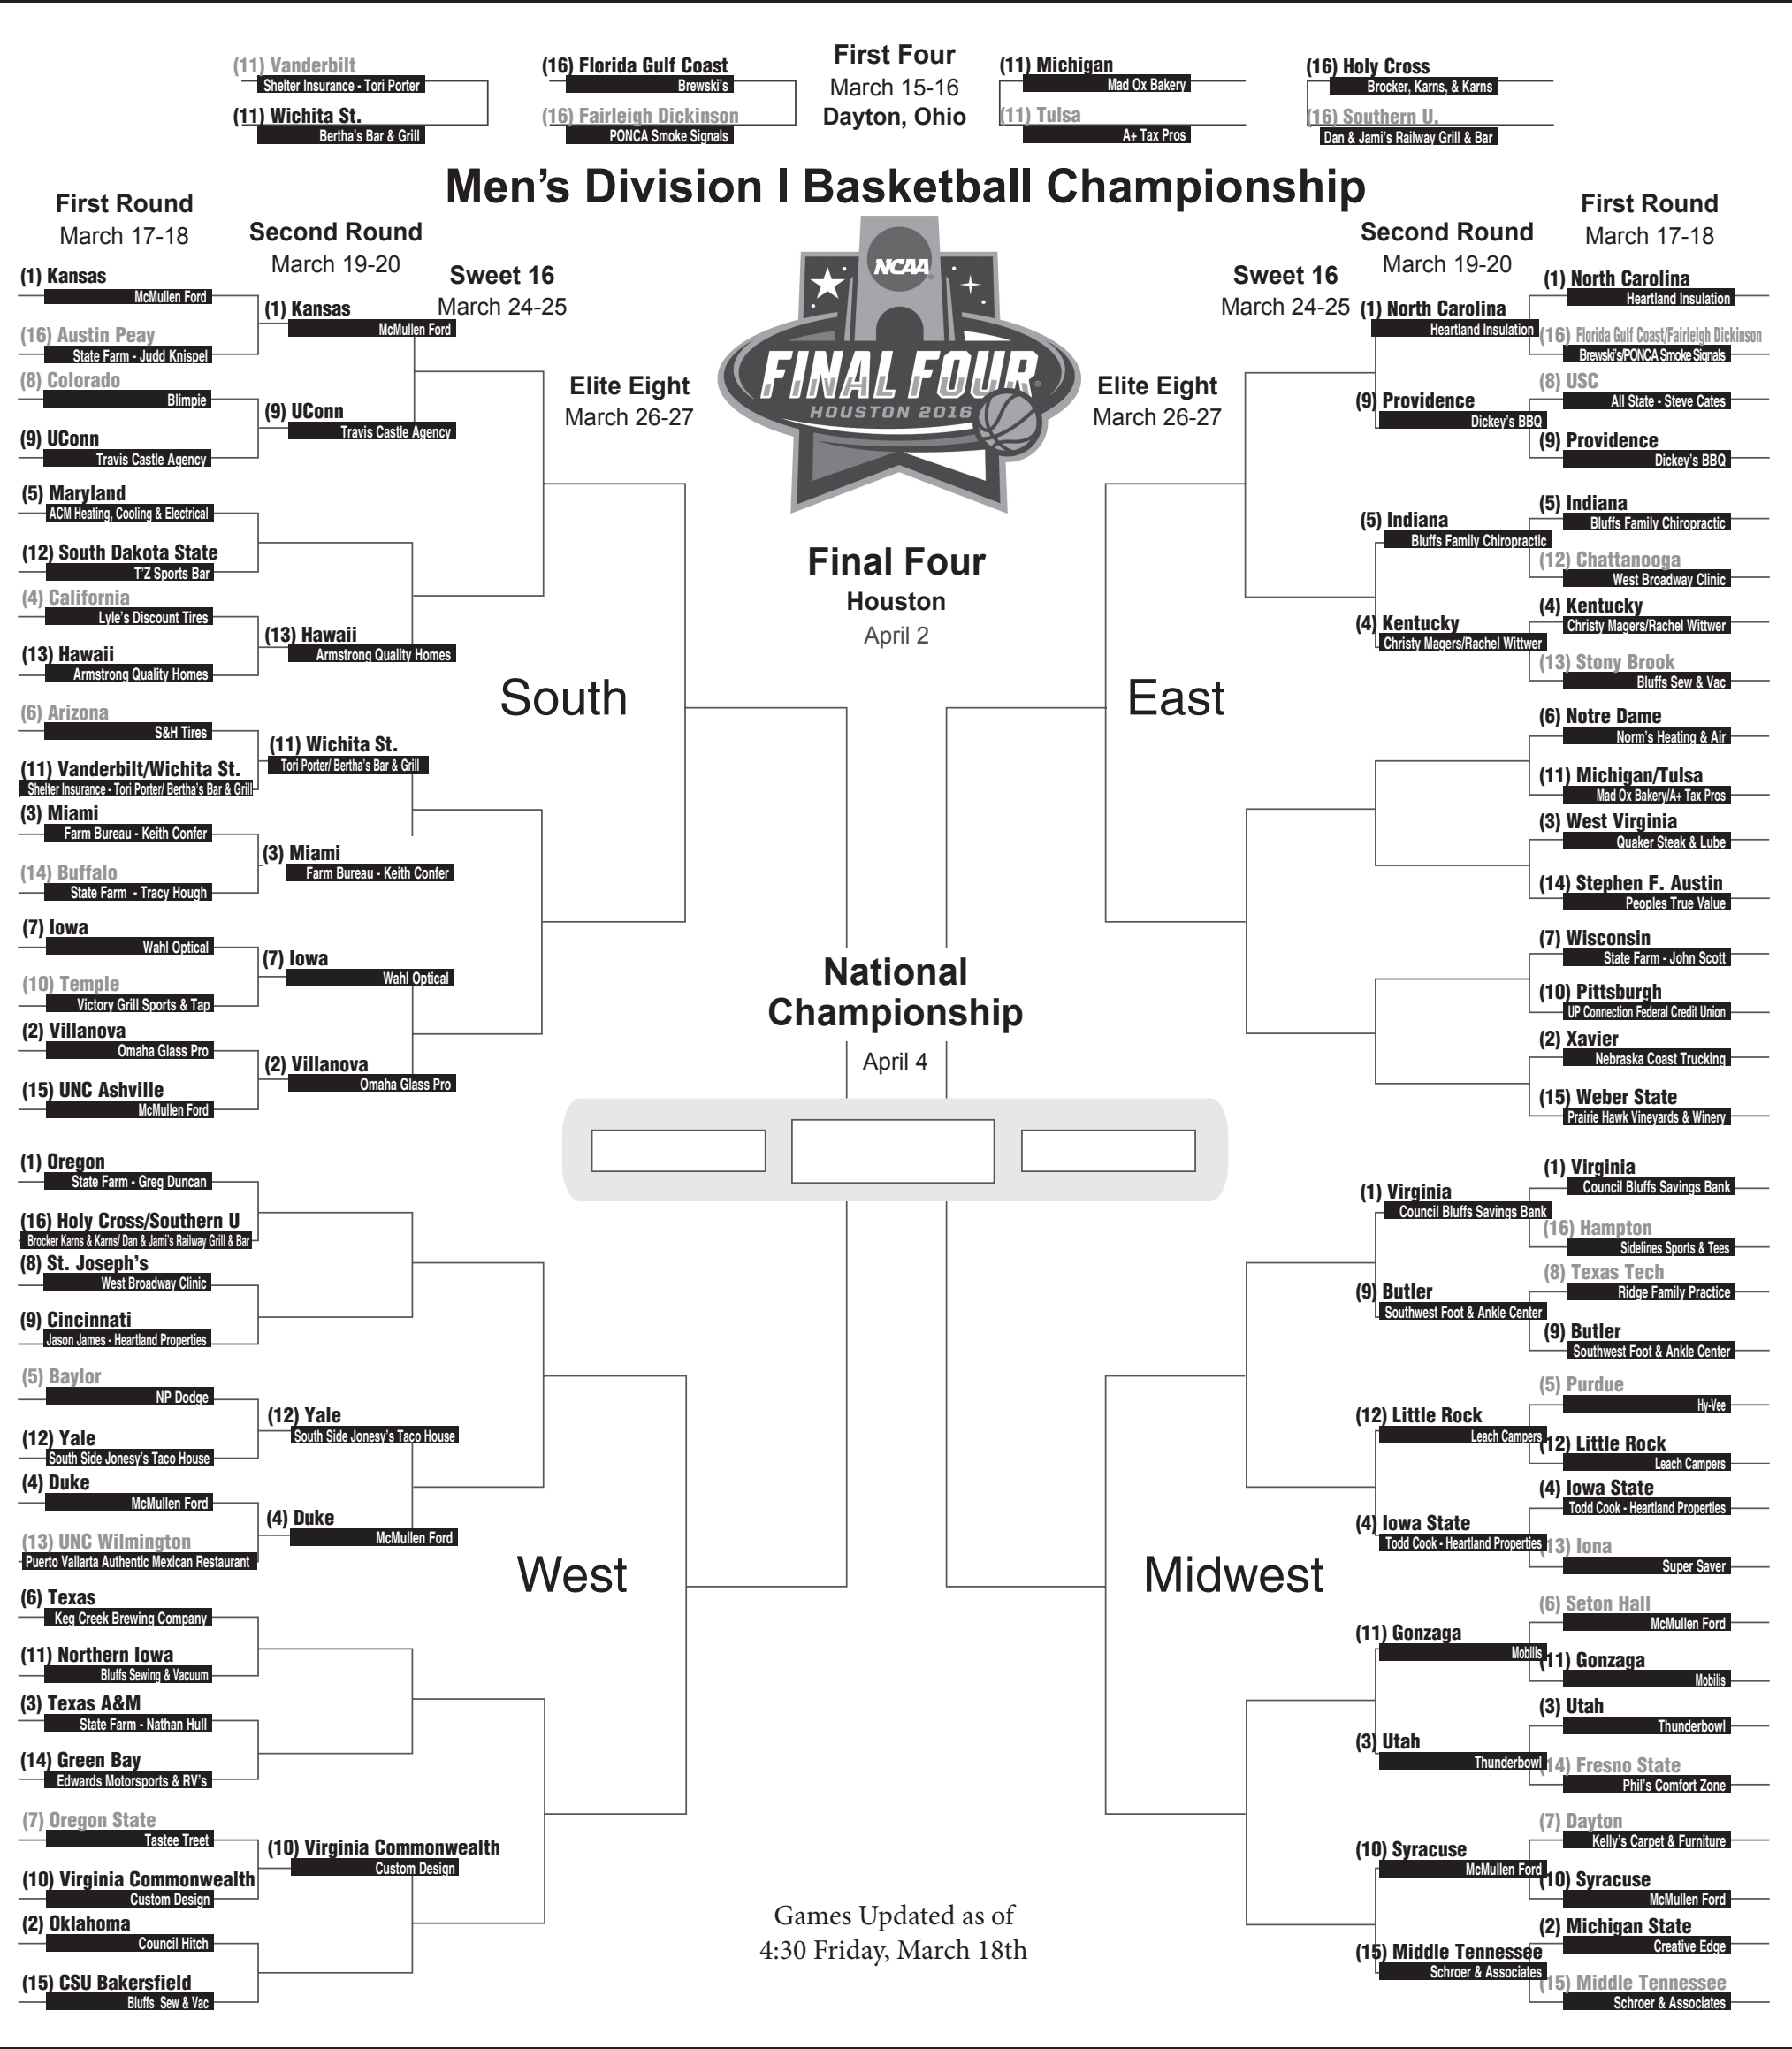 (11) Vanderbilt
Shelter Insurance - Tori Porter
(11) Wichita St.
Bertha's Bar & Grill
(16) Florida Gulf Coast
Brewski's
(16) Fairleigh Dickinson
PONCA Smoke Signals
First Four
March 15-16
Dayton, Ohio
(11) Michigan
Mad Ox Bakery
(11) Tulsa
A+ Tax Pros
(16) Holy Cross
Brocker, Karns, & Karns
(16) Southern U.
Dan & Jami's Railway Grill & Bar
Men's Division I Basketball Championship
First Round
March 17-18
Second Round
March 19-20
Sweet 16
March 24-25
Elite Eight
March 26-27
NCAA
FINAL FOUR
HOUSTON 2016
Elite Eight
March 26-27
Sweet 16
March 24-25
Second Round
March 19-20
First Round
March 17-18
(1) Kansas
McMullen Ford
(16) Austin Peay
State Farm - Judd Knispel
(8) Colorado
Blimpie
(9) UConn
Travis Castle Agency
(5) Maryland
ACM Heating, Cooling & Electrical
(12) South Dakota State
T'Z Sports Bar
(4) California
Lyle's Discount Tires
(13) Hawaii
Armstrong Quality Homes
(6) Arizona
S&H Tires
(11) Vanderbilt/Wichita St.
Shelter Insurance - Tori Porter/ Bertha's Bar & Grill
(3) Miami
Farm Bureau - Keith Confer
(14) Buffalo
State Farm - Tracy Hough
(7) Iowa
Wahl Optical
(10) Temple
Victory Grill Sports & Tap
(2) Villanova
Omaha Glass Pro
(15) UNC Ashville
McMullen Ford
(1) Kansas
McMullen Ford
(9) UConn
Travis Castle Agency
(13) Hawaii
Armstrong Quality Homes
(11) Wichita St.
Tori Porter/ Bertha's Bar & Grill
(3) Miami
Farm Bureau - Keith Confer
(7) Iowa
Wahl Optical
(2) Villanova
Omaha Glass Pro
South
Final Four
Houston
April 2
National
Championship
April 4
East
(1) North Carolina
Heartland Insulation
(9) Providence
Dickey's BBQ
(5) Indiana
Bluffs Family Chiropractic
(4) Kentucky
Christy Magers/Rachel Wittwer
(1) North Carolina
Heartland Insulation
(16) Florida Gulf Coast/Fairleigh Dickinson
Brewski's/PONCA Smoke Signals
(8) USC
All State - Steve Cates
(9) Providence
Dickey's BBQ
(5) Indiana
Bluffs Family Chiropractic
(12) Chattanooga
West Broadway Clinic
(4) Kentucky
Christy Magers/Rachel Wittwer
(13) Stony Brook
Bluffs Sew & Vac
(6) Notre Dame
Norm's Heating & Air
(11) Michigan/Tulsa
Mad Ox Bakery/A+ Tax Pros
(3) West Virginia
Quaker Steak & Lube
(14) Stephen F. Austin
Peoples True Value
(7) Wisconsin
State Farm - John Scott
(10) Pittsburgh
UP Connection Federal Credit Union
(2) Xavier
Nebraska Coast Trucking
(15) Weber State
Prairie Hawk Vineyards & Winery
(1) Oregon
State Farm - Greg Duncan
(16) Holy Cross/Southern U
Brocker Karns & Karns/ Dan & Jami's Railway Grill & Bar
(8) St. Joseph's
West Broadway Clinic
(9) Cincinnati
Jason James - Heartland Properties
(5) Baylor
NP Dodge
(12) Yale
South Side Jonesy's Taco House
(4) Duke
McMullen Ford
(13) UNC Wilmington
Puerto Vallarta Authentic Mexican Restaurant
(6) Texas
Keg Creek Brewing Company
(11) Northern Iowa
Bluffs Sewing & Vacuum
(3) Texas A&M
State Farm - Nathan Hull
(14) Green Bay
Edwards Motorsports & RV's
(7) Oregon State
Tastee Treet
(10) Virginia Commonwealth
Custom Design
(2) Oklahoma
Council Hitch
(15) CSU Bakersfield
Bluffs Sew & Vac
(12) Yale
South Side Jonesy's Taco House
(4) Duke
McMullen Ford
(10) Virginia Commonwealth
Custom Design
West
Games Updated as of
4:30 Friday, March 18th
Midwest
(1) Virginia
Council Bluffs Savings Bank
(9) Butler
Southwest Foot & Ankle Center
(12) Little Rock
Leach Campers
(4) Iowa State
Todd Cook - Heartland Properties
(11) Gonzaga
Mobilis
(3) Utah
Thunderbowl
(10) Syracuse
McMullen Ford
(15) Middle Tennessee
Schroer & Associates
(1) Virginia
Council Bluffs Savings Bank
(16) Hampton
Sidelines Sports & Tees
(8) Texas Tech
Ridge Family Practice
(9) Butler
Southwest Foot & Ankle Center
(5) Purdue
Hy-Vee
(12) Little Rock
Leach Campers
(4) Iowa State
Todd Cook - Heartland Properties
(13) Iona
Super Saver
(6) Seton Hall
McMullen Ford
(11) Gonzaga
Mobilis
(3) Utah
Thunderbowl
(14) Fresno State
Phil's Comfort Zone
(7) Dayton
Kelly's Carpet & Furniture
(10) Syracuse
McMullen Ford
(2) Michigan State
Creative Edge
(15) Middle Tennessee
Schroer & Associates